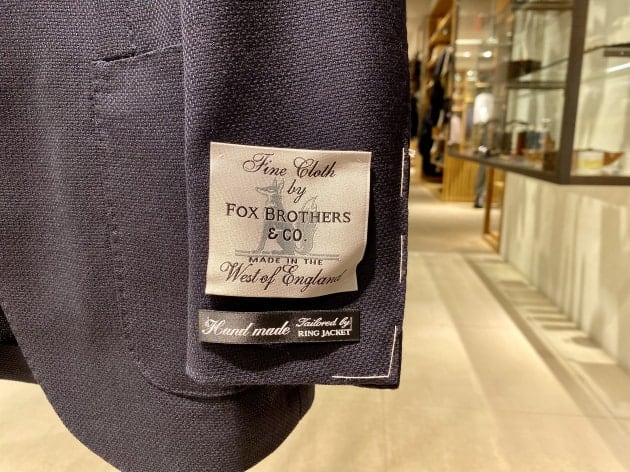 Fine Cloth
by
FOX BROTHERS
& CO.
MADE IN THE
West of England
Hand made Tailored by
RING JACKET